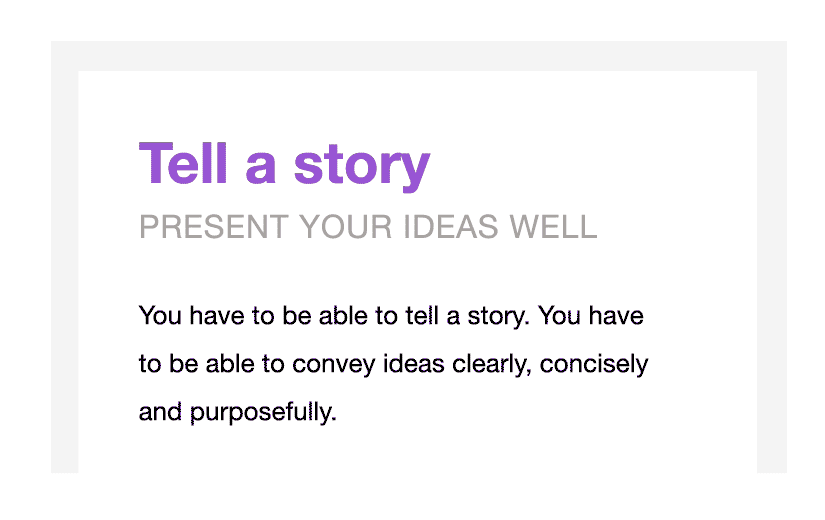 Tell a story
PRESENT YOUR IDEAS WELL
You have to be able to tell a story. You have
to be able to convey ideas clearly, concisely
and purposefully.